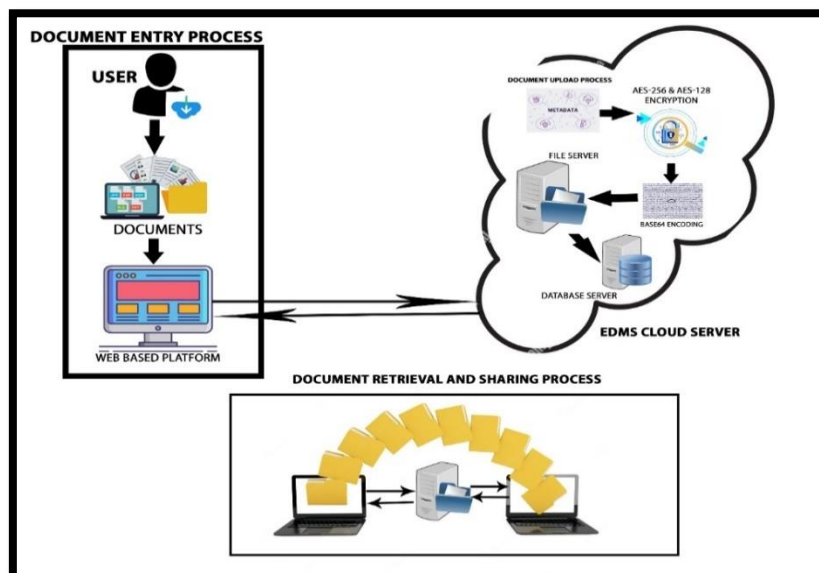 DOCUMENT ENTRY PROCESS
USER
DOCUMENTS
WEB BASED PLATFORM
DOCUMENT UPLOAD PROCESS
METADATA
AES-256 & AES-128
ENCRYPTION
FILE SERVER
BASE64 ENCODING
DATABASE SERVER
EDMS CLOUD SERVER
DOCUMENT RETRIEVAL AND SHARING PROCESS